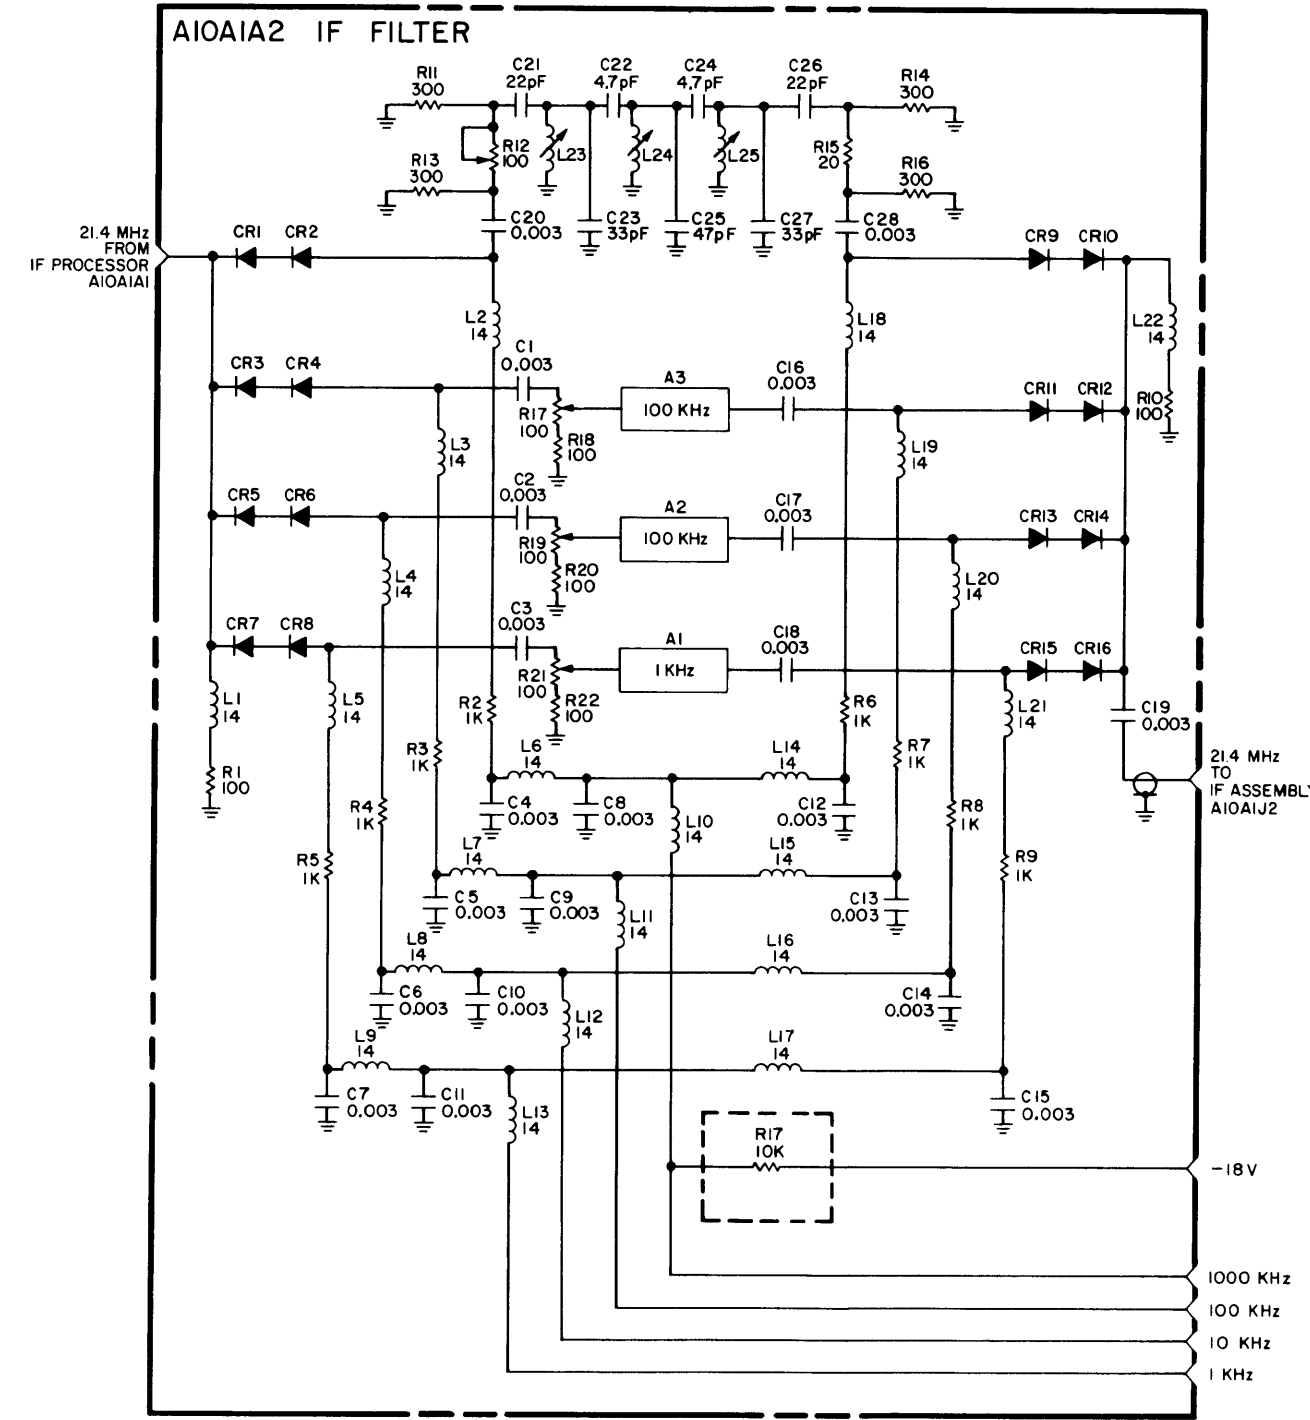 A10A1A2 IF FILTER
C21
22pF
C22
4.7pF
C24
4.7pF
C26
22pF
R11
300
R14
300
R12
100
L23
L24
L25
R15
20
R13
300
R16
300
C20
0.003
C23
33pF
C25
47pF
C27
33pF
C28
0.003
21.4 MHz
FROM
IF PROCESSOR
A10A1A1
CR1
CR2
CR9
CR10
L2
14
L18
14
L22
14
R10
100
CR3
CR4
C1
0.003
R17
100
R18
100
A3
100 KHz
C16
0.003
CR11
CR12
L3
14
L19
14
CR5
CR6
C2
0.003
R19
100
R20
100
A2
100 KHz
C17
0.003
CR13
CR14
L4
14
L20
14
CR7
CR8
C3
0.003
R21
100
R22
100
A1
1 KHz
C18
0.003
CR15
CR16
L1
14
L5
14
R2
1K
R6
1K
L21
14
C19
0.003
R1
100
R3
1K
L6
14
L14
14
R7
1K
21.4 MHz
TO
IF ASSEMBLY
A10A1J2
R4
1K
C4
0.003
C8
0.003
L10
14
C12
0.003
R8
1K
R5
1K
L7
14
L15
14
R9
1K
C5
0.003
C9
0.003
L11
14
C13
0.003
L8
14
L16
14
C6
0.003
C10
0.003
L12
14
C14
0.003
L9
14
L17
14
C7
0.003
C11
0.003
L13
14
C15
0.003
R17
10K
-18V
1000 KHz
100 KHz
10 KHz
1 KHz